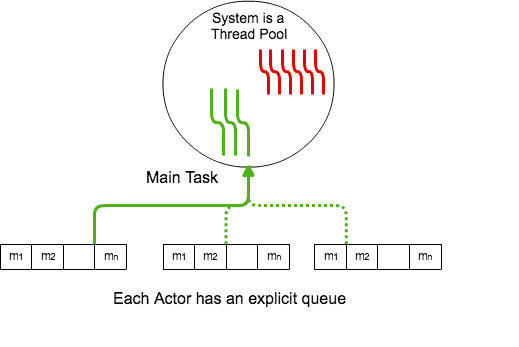 System is a
Thread Pool
Main Task
m1 m2 mn m1 m2 mn m1 m2 mn
Each Actor has an explicit queue